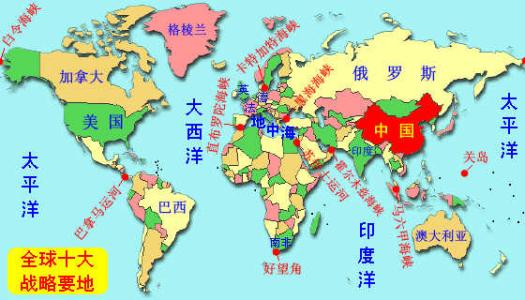 白令海峡
格棱兰
卡特加特海峡
加拿大
俄罗斯
英
法
黑海海峡
美国
大西洋
地中海
中国
太平洋
直布罗陀海峡
苏伊士运河
霍尔木兹海峡
印度
关岛
太平洋
巴拿马运河
马六甲海峡
巴西
印度洋
澳大利亚
南非
好望角
全球十大
战略要地